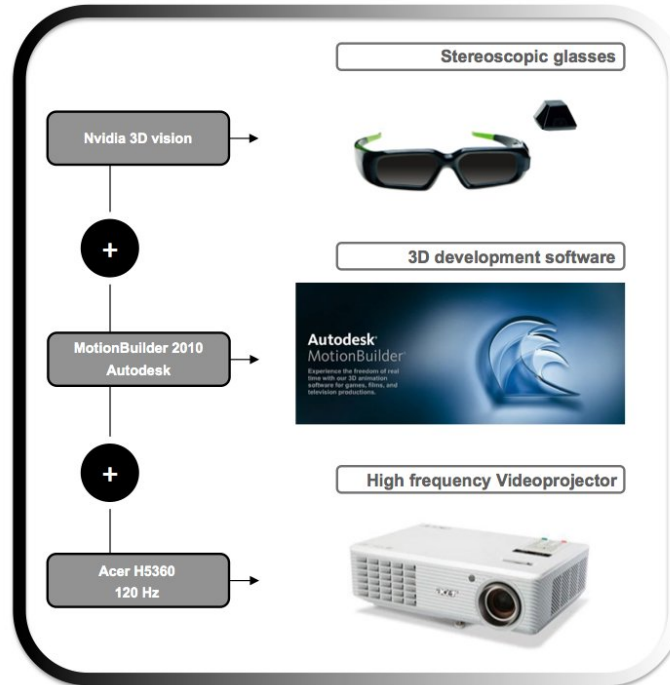 Stereoscopic glasses
Nvidia 3D vision
+
3D development software
MotionBuilder 2010
Autodesk
Autodesk®
MotionBuilder®
Experience the freedom of real
time with our 3D animation
software for games, films, and
television productions.
+
High frequency Videoprojector
Acer H5360
120 Hz